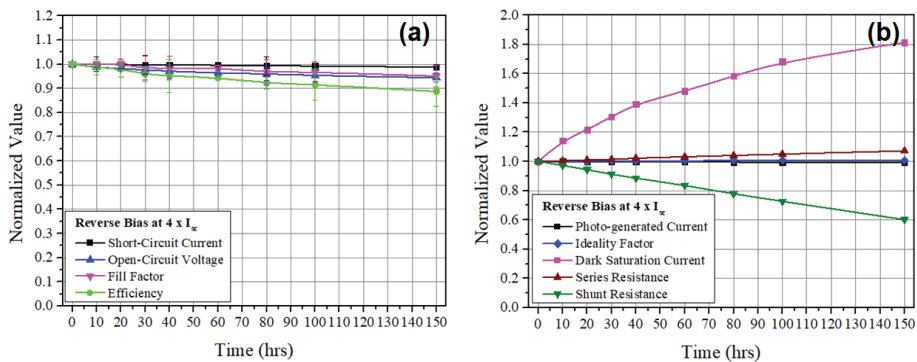 (a)
1.2
1.1
1.0
0.9
0.8
0.7
0.6
0.5
0.4
0.3
0.2
0.1
0.0
Normalized Value
Reverse Bias at 4 x Isc
Short-Circuit Current
Open-Circuit Voltage
Fill Factor
Efficiency
0 10 20 30 40 50 60 70 80 90 100 110 120 130 140 150
Time (hrs)
(b)
2.0
1.8
1.6
1.4
1.2
1.0
0.8
0.6
0.4
0.2
0.0
Normalized Value
Reverse Bias at 4 x Isc
Photo-generated Current
Ideality Factor
Dark Saturation Current
Series Resistance
Shunt Resistance
0 10 20 30 40 50 60 70 80 90 100 110 120 130 140 150
Time (hrs)